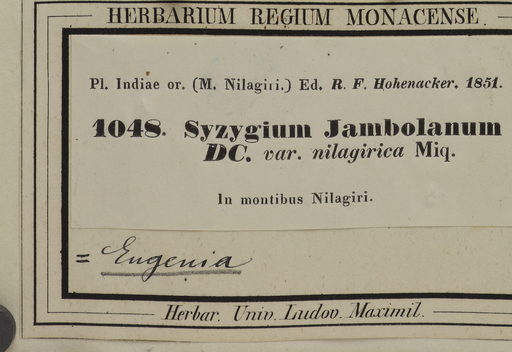 HERBARIUM REGIUM MONACENSE.
Pl. Indiae or. (M. Nilagiri.) Ed. R. F. Hohenacker. 1851.
1048. Syzygium Jambolanum
DC. var. nilagirica Miq.
In montibus Nilagiri.
= Eugenia
Herbar. Univ. Ludov. Maximil.